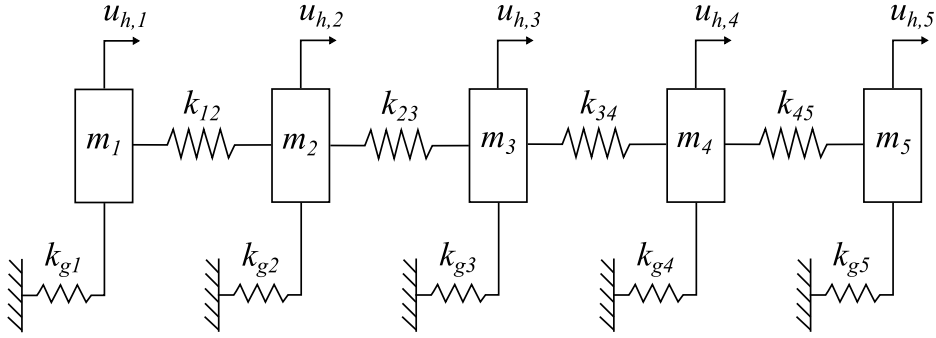 u_{h,1} u_{h,2} u_{h,3} u_{h,4} u_{h,5}
k_{12} k_{23} k_{34} k_{45}
m_1 m_2 m_3 m_4 m_5
k_{g1} k_{g2} k_{g3} k_{g4} k_{g5}